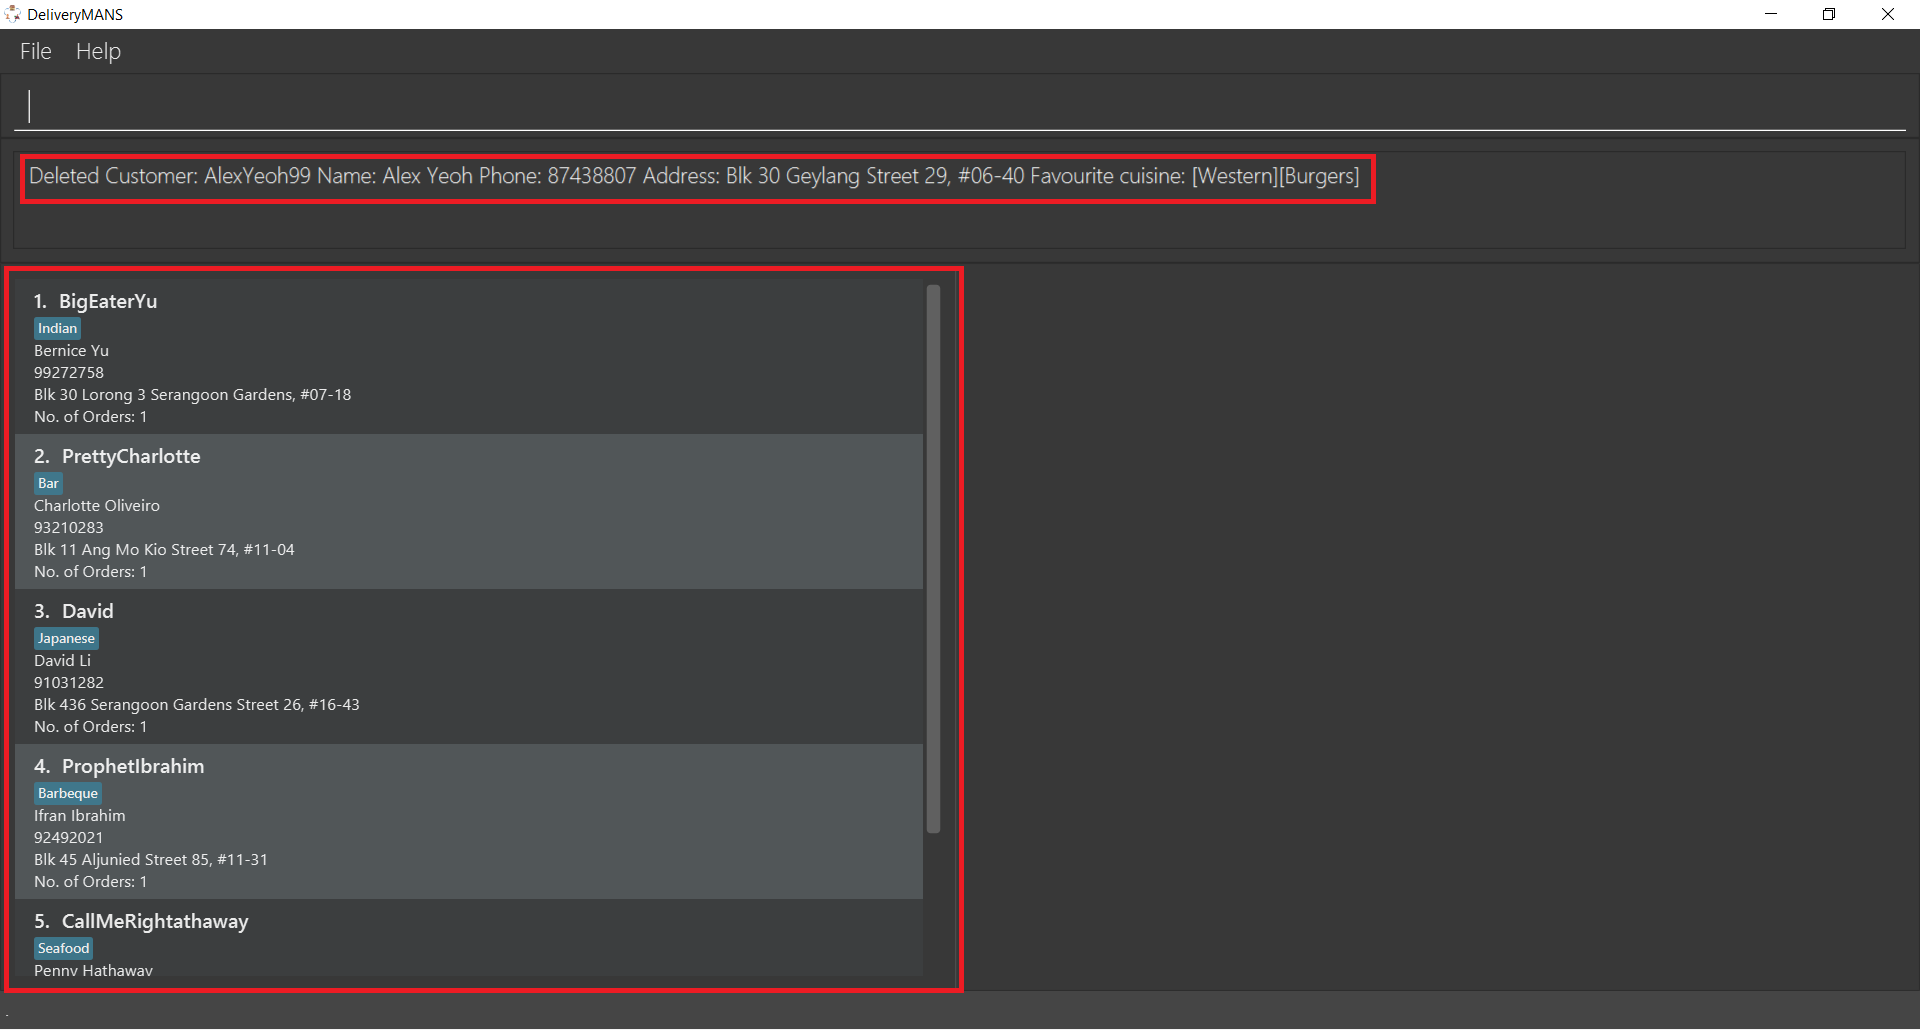 DeliveryMANS
File Help
Deleted Customer: AlexYeoh99 Name: Alex Yeoh Phone: 87438807 Address: Blk 30 Geylang Street 29, #06-40 Favourite cuisine: [Western][Burgers]
1. BigEaterYu
Indian
Bernice Yu
99272758
Blk 30 Lorong 3 Serangoon Gardens, #07-18
No. of Orders: 1
2. PrettyCharlotte
Bar
Charlotte Oliveiro
93210283
Blk 11 Ang Mo Kio Street 74, #11-04
No. of Orders: 1
3. David
Japanese
David Li
91031282
Blk 436 Serangoon Gardens Street 26, #16-43
No. of Orders: 1
4. ProphetIbrahim
Barbeque
Ifran Ibrahim
92492021
Blk 45 Aljunied Street 85, #11-31
No. of Orders: 1
5. CallMeRightathaway
Seafood
Penny Hathaway